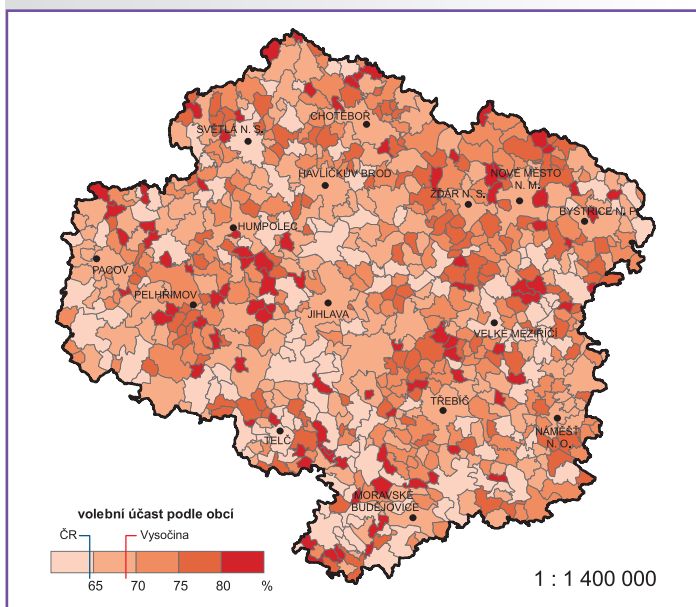 CHOTĚBOŘ
SVĚTLÁ N. S.
HAVLÍČKŮV BROD
NOVÉ MĚSTO
N. M.
ŽĎÁR N. S.
BYSTŘICE N. P.
HUMPOLEC
PACOV
PELHŘIMOV
JIHLAVA
VELKÉ MEZIŘÍČÍ
TŘEBÍČ
TELČ
NÁMĚŠŤ
N. O.
MORAVSKÉ
BUDĚJOVICE
volební účast podle obcí
ČR Vysočina
65 70 75 80 %
1 : 1 400 000